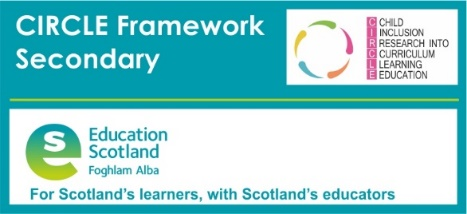 CIRCLE Framework
Secondary
CHILD
INCLUSION
RESEARCH INTO
CURRICULUM
LEARNING
EDUCATION
Education
Scotland
Foghlam Alba
For Scotland's learners, with Scotland's educators